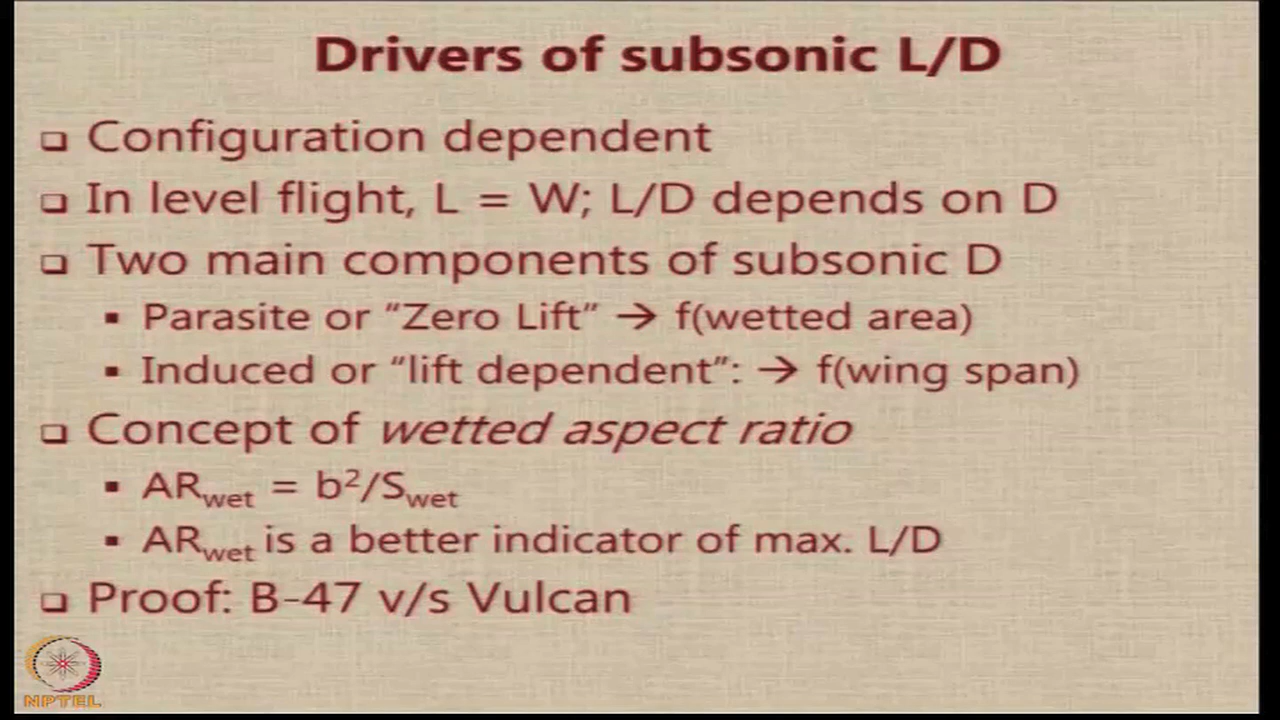 Drivers of subsonic L/D
❑ Configuration dependent
❑ In level flight, L = W; L/D depends on D
❑ Two main components of subsonic D
▪ Parasite or “Zero Lift” → f(wetted area)
▪ Induced or “lift dependent”: → f(wing span)
❑ Concept of wetted aspect ratio
▪ ARwet = b²/Swet
▪ ARwet is a better indicator of max. L/D
❑ Proof: B-47 v/s Vulcan
NPTEL